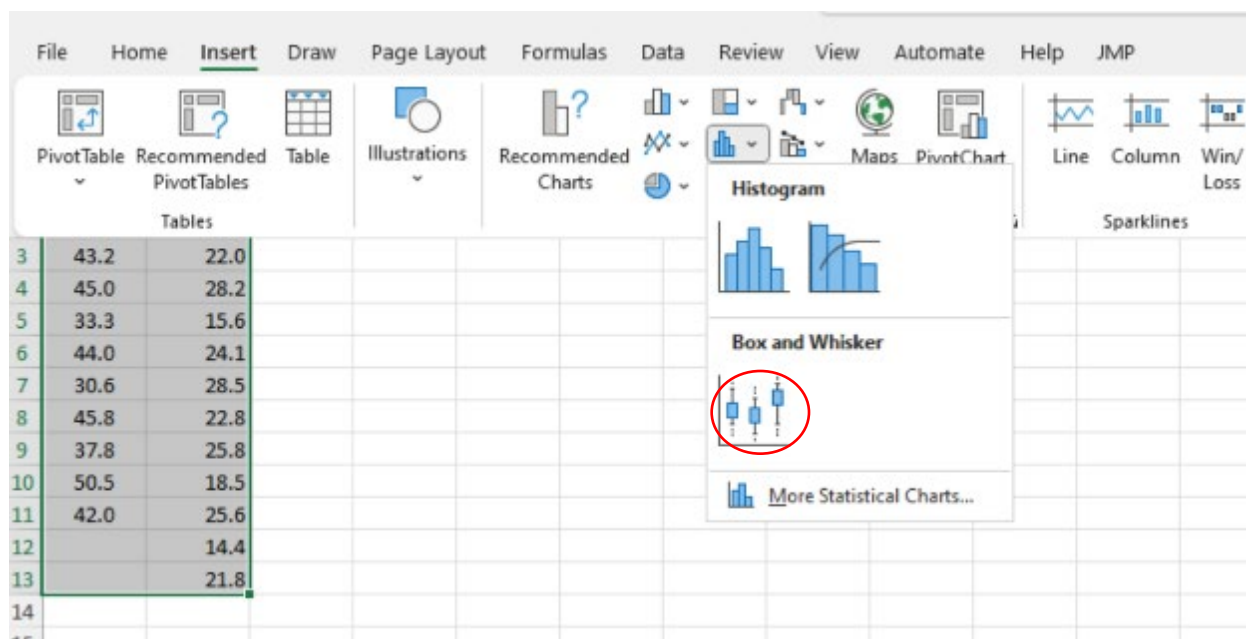 File Home Insert Draw Page Layout Formulas Data Review View Automate Help JMP
PivotTable Recommended PivotTables Table Illustrations Recommended Charts Maps PivotChart Line Column Win/ Loss
Tables Sparklines
Histogram
Box and Whisker
More Statistical Charts...
3 43.2 22.0
4 45.0 28.2
5 33.3 15.6
6 44.0 24.1
7 30.6 28.5
8 45.8 22.8
9 37.8 25.8
10 50.5 18.5
11 42.0 25.6
12 14.4
13 21.8
14